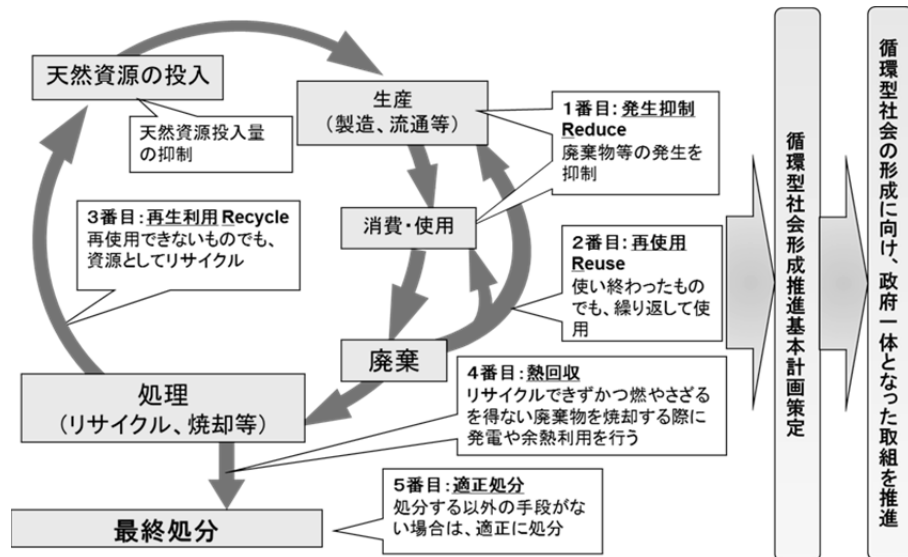 天然資源の投入
天然資源投入量
の抑制
生産
（製造、流通等）
1番目：発生抑制
Reduce
廃棄物等の発生を
抑制
消費・使用
3番目：再生利用 Recycle
再使用できないものでも、
資源としてリサイクル
2番目：再使用
Reuse
使い終わったもの
でも、繰り返して使
用
廃棄
処理
（リサイクル、焼却等）
4番目：熱回収
リサイクルできずかつ燃やさざる
を得ない廃棄物を焼却する際に
発電や余熱利用を行う
5番目：適正処分
処分する以外の手段がな
い場合は、適正に処分
最終処分
循環型社会形成推進基本計画策定
循環型社会の形成に向け、政府一体となった取組を推進